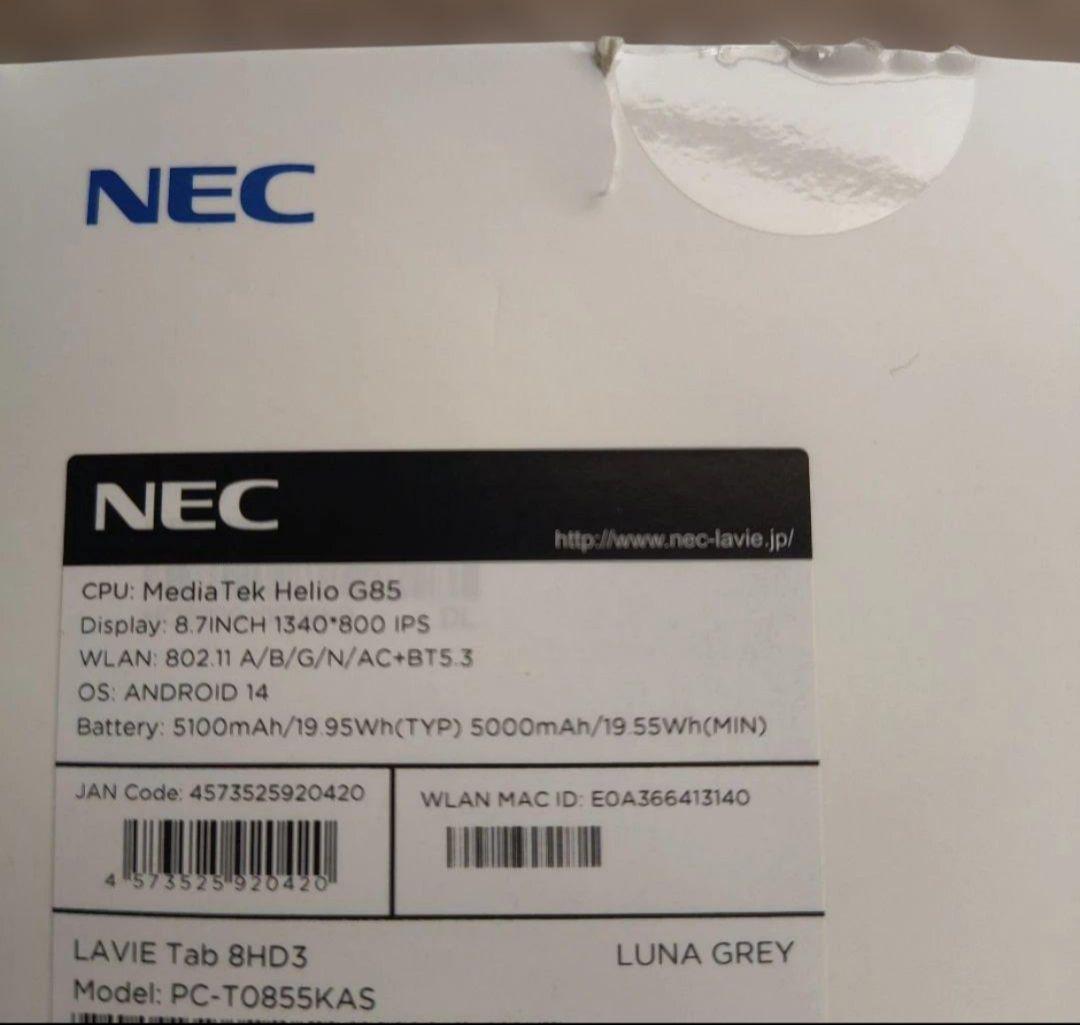 NEC
NEC
http://www.nec-lavie.jp/
CPU: MediaTek Helio G85
Display: 8.7INCH 1340*800 IPS
WLAN: 802.11 A/B/G/N/AC+BT5.3
OS: ANDROID 14
Battery: 5100mAh/19.95Wh(TYP) 5000mAh/19.55Wh(MIN)
JAN Code: 4573525920420
WLAN MAC ID: E0A366413140
4 573525 920420
LAVIE Tab 8HD3
LUNA GREY
Model: PC-T0855KAS